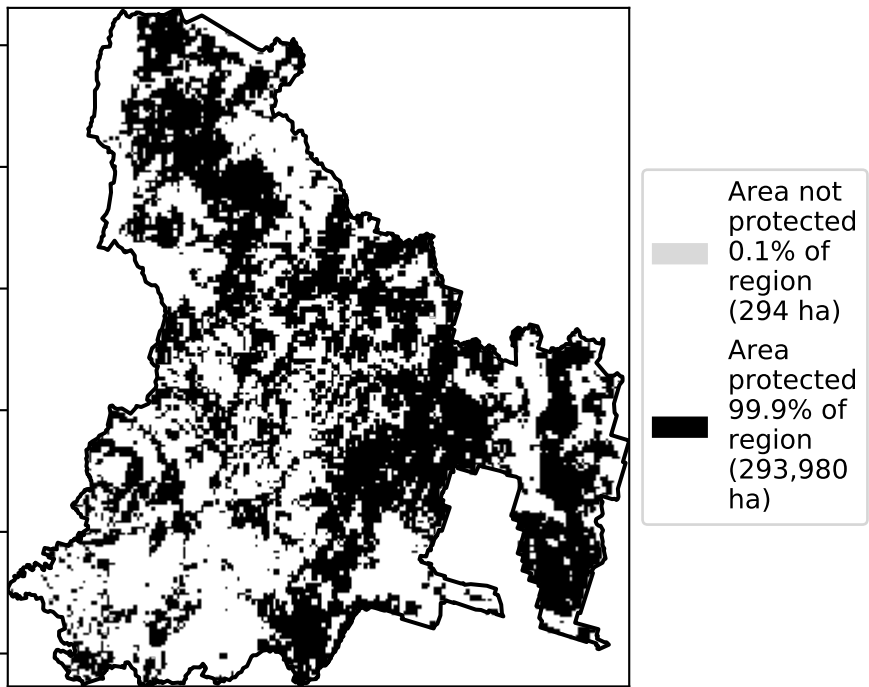 Area not
protected
0.1% of
region
(294 ha)
Area
protected
99.9% of
region
(293,980
ha)